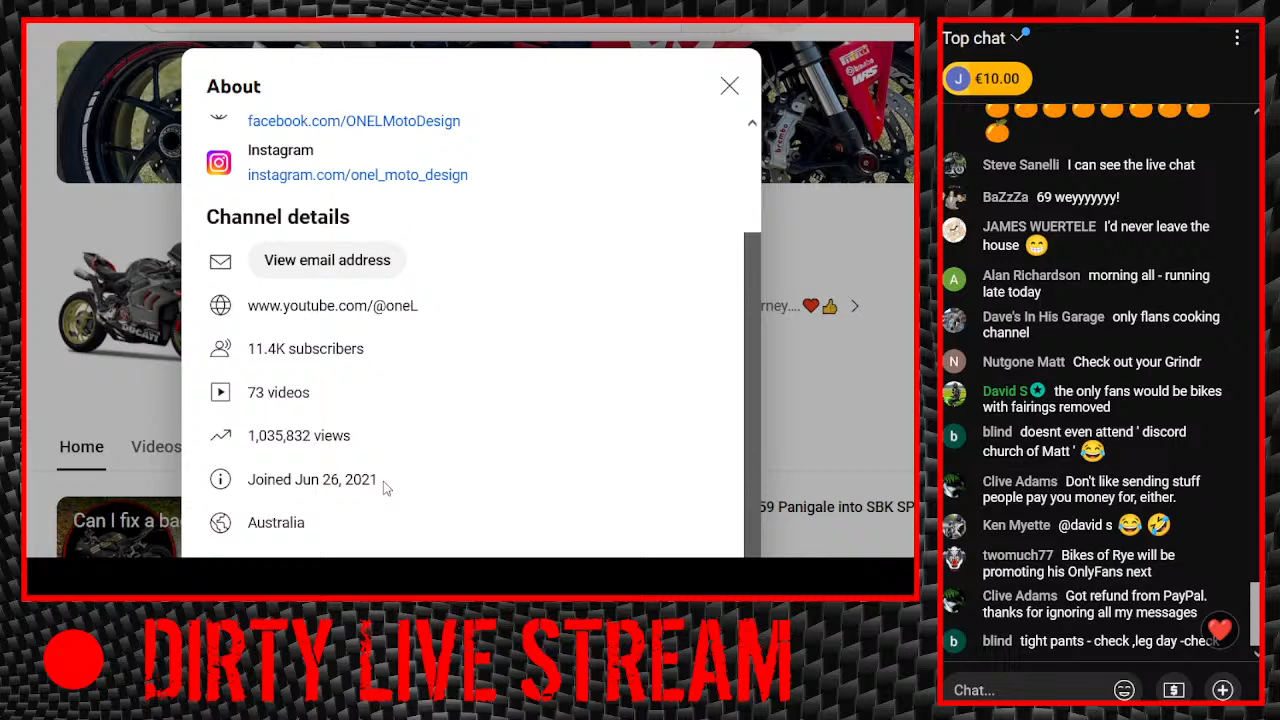 About
facebook.com/ONELMotoDesign
Instagram
instagram.com/onel_moto_design
Channel details
View email address
www.youtube.com/@oneL
11.4K subscribers
73 videos
1,035,832 views
Joined Jun 26, 2021
Australia
PIRELLI
WRS
brembo
DUCATI
rney....❤️👍
Home
Videos
Can I fix a ba
59 Panigale into SBK SP
DIRTY LIVE STREAM
Top chat
J €10.00
🍊🍊🍊🍊🍊🍊🍊🍊
🍊
Steve Sanelli I can see the live chat
BaZzZa 69 weyyyyyy!
JAMES WUERTELE I'd never leave the
house 😁
A Alan Richardson morning all - running
late today
Dave's In His Garage only flans cooking
channel
N Nutgone Matt Check out your Grindr
David S the only fans would be bikes
with fairings removed
b blind doesnt even attend ' discord
church of Matt ' 😂
Clive Adams Don't like sending stuff
people pay you money for, either.
Ken Myette @david s 😂🤣
twomuch77 Bikes of Rye will be
promoting his OnlyFans next
Clive Adams Got refund from PayPal.
thanks for ignoring all my messages
b blind tight pants - check ,leg day -check
Chat...